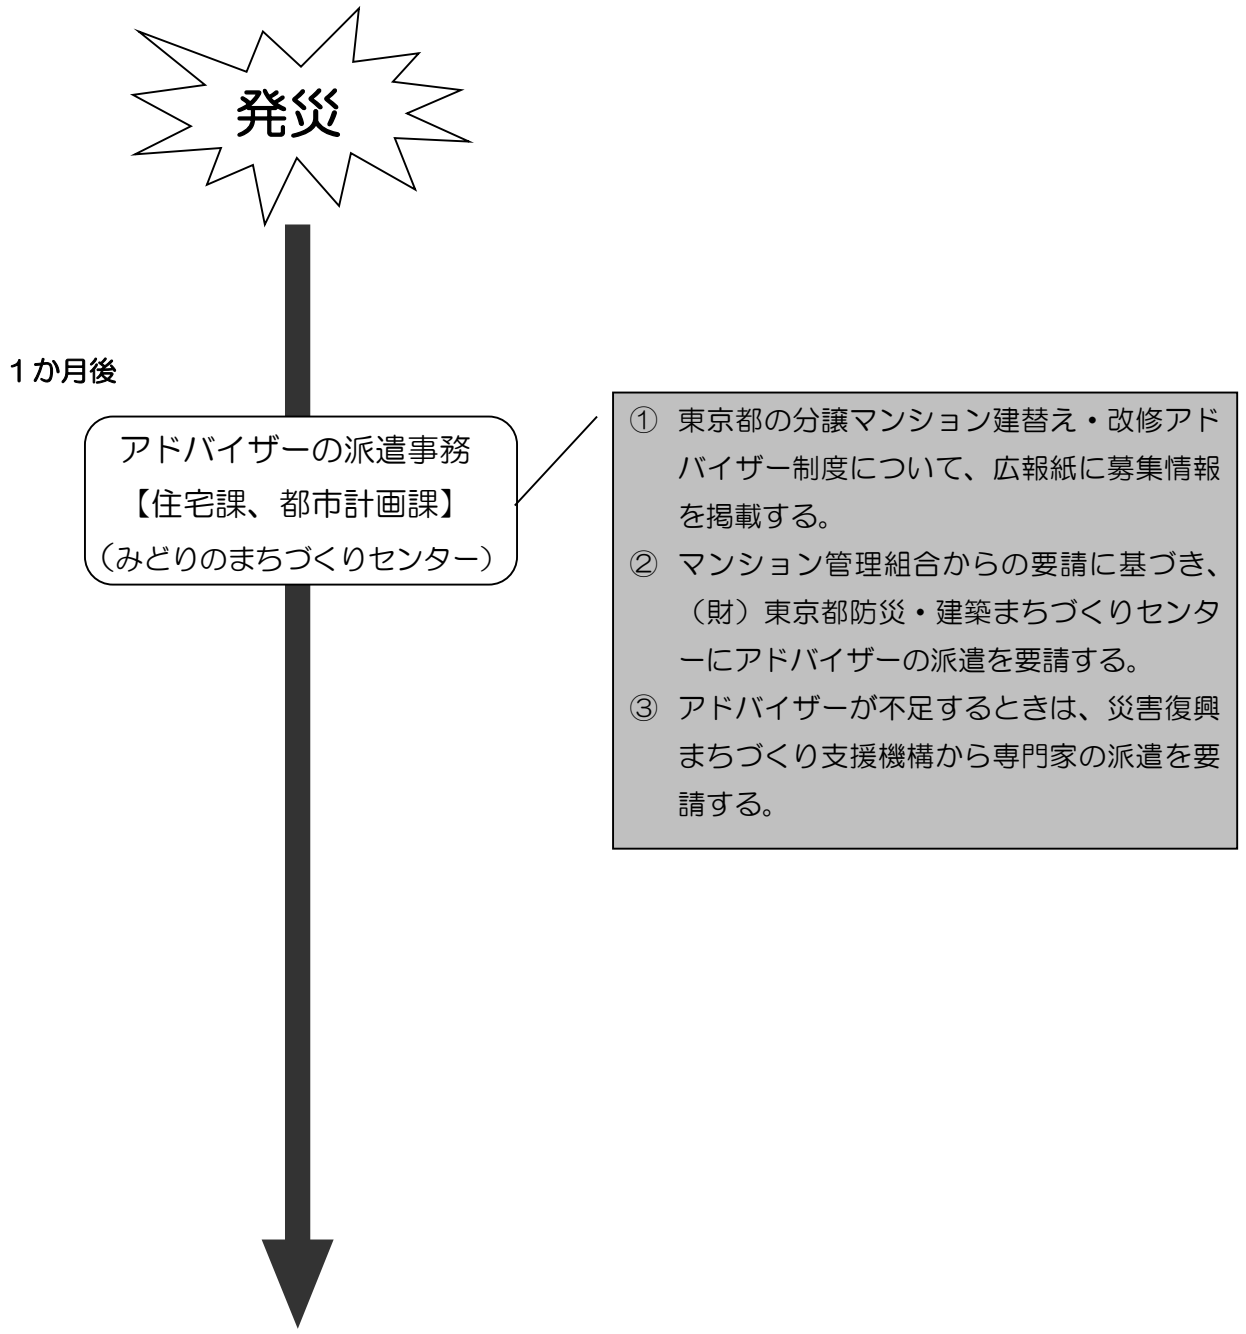 発災
１か月後
アドバイザーの派遣事務
【住宅課、都市計画課】
（みどりのまちづくりセンター）
① 東京都の分譲マンション建替え・改修アド
バイザー制度について、広報紙に募集情報
を掲載する。
② マンション管理組合からの要請に基づき、
（財）東京都防災・建築まちづくりセンタ
ーにアドバイザーの派遣を要請する。
③ アドバイザーが不足するときは、災害復興
まちづくり支援機構から専門家の派遣を要
請する。